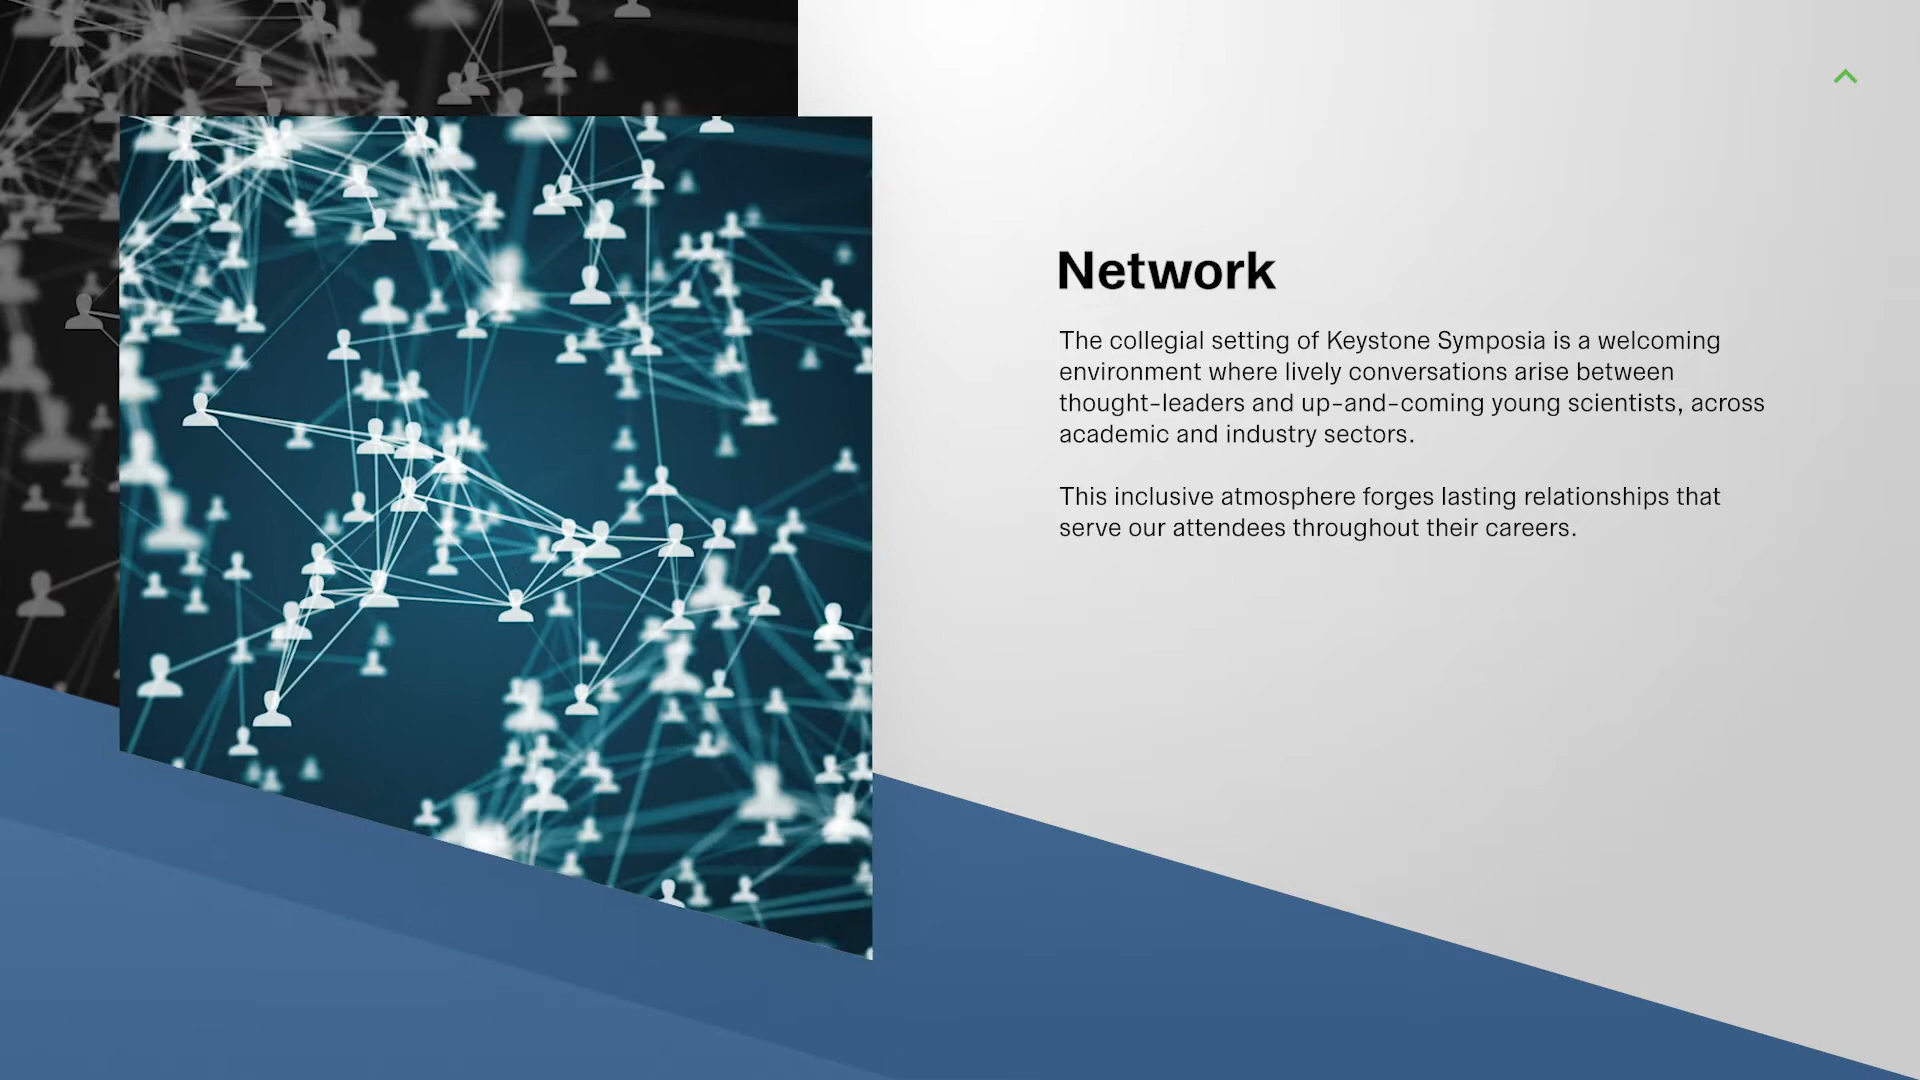 Network
The collegial setting of Keystone Symposia is a welcoming
environment where lively conversations arise between
thought-leaders and up-and-coming young scientists, across
academic and industry sectors.
This inclusive atmosphere forges lasting relationships that
serve our attendees throughout their careers.